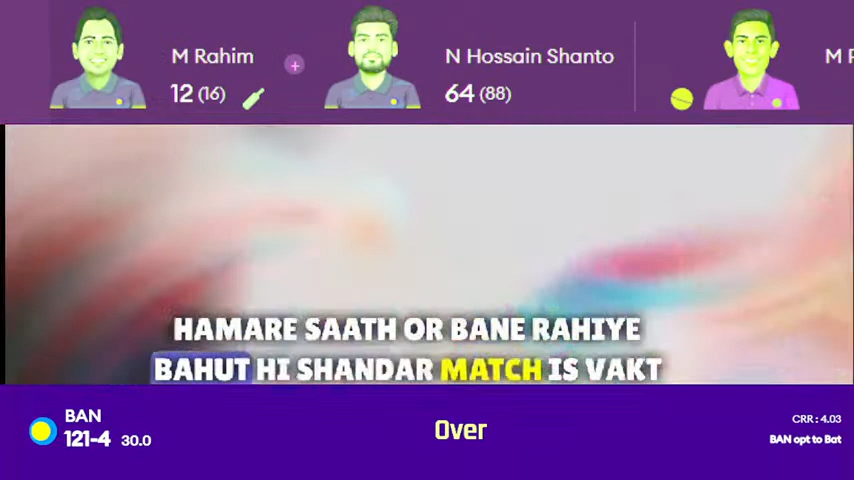 M Rahim
12 (16)
N Hossain Shanto
64 (88)
M
HAMARE SAATH OR BANE RAHIYE
BAHUT HI SHANDAR MATCH IS VAKT
BAN
121-4 30.0
Over
CRR : 4.03
BAN opt to Bat